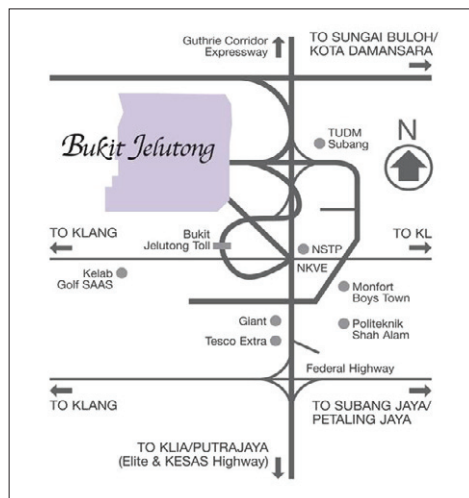 Guthrie Corridor
Expressway
TO SUNGAI BULOH/
KOTA DAMANSARA
TUDM
Subang
N
Bukit Jelutong
TO KLANG
Bukit
Jelutong Toll
NSTP
TO KL
NKVE
Kelab
Golf SAAS
Monfort
Boys Town
Giant
Politeknik
Shah Alam
Tesco Extra
Federal Highway
TO KLANG
TO SUBANG JAYA/
PETALING JAYA
TO KLIA/PUTRAJAYA
(Elite & KESAS Highway)